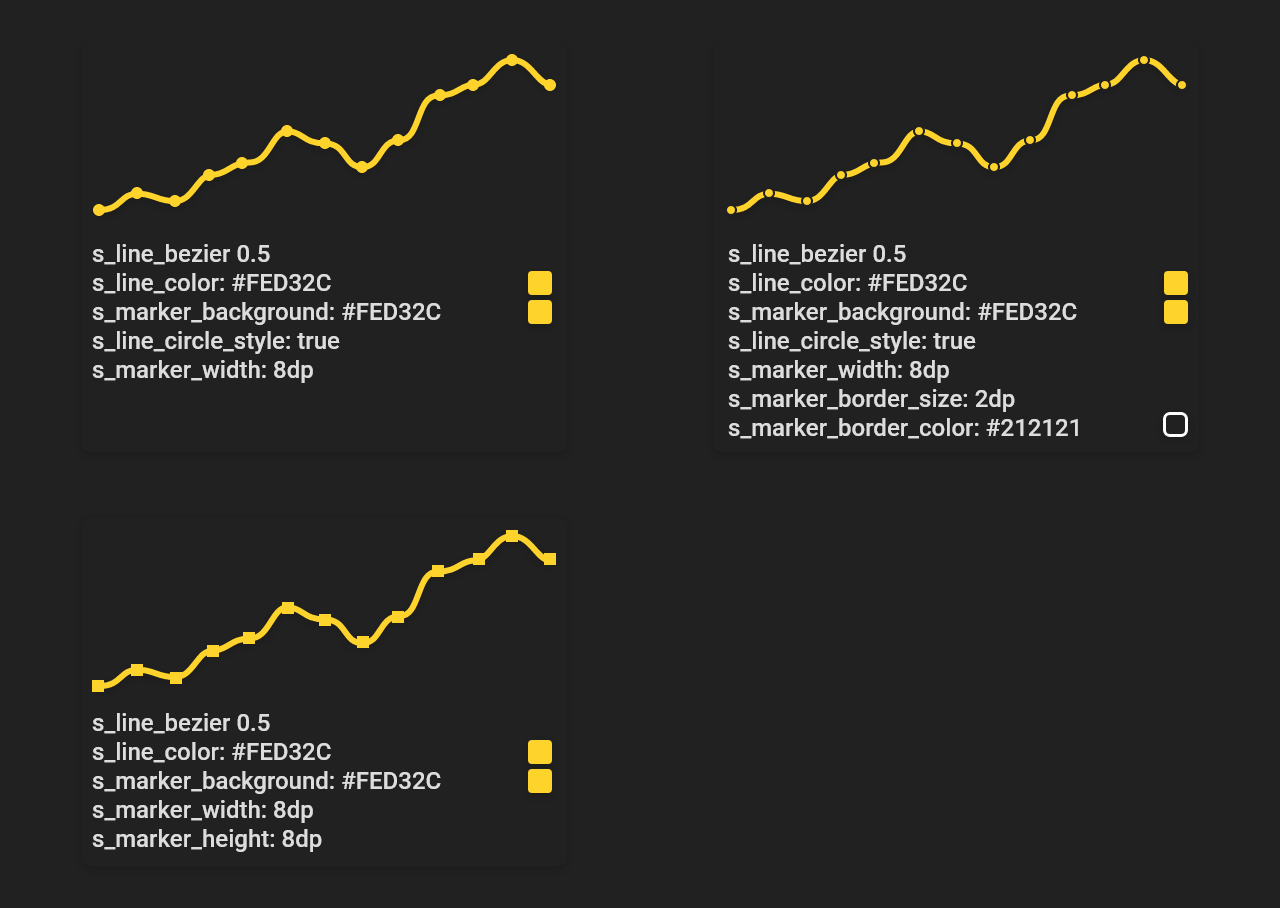 s_line_bezier 0.5
s_line_color: #FED32C
s_marker_background: #FED32C
s_line_circle_style: true
s_marker_width: 8dp
s_line_bezier 0.5
s_line_color: #FED32C
s_marker_background: #FED32C
s_line_circle_style: true
s_marker_width: 8dp
s_marker_border_size: 2dp
s_marker_border_color: #212121
s_line_bezier 0.5
s_line_color: #FED32C
s_marker_background: #FED32C
s_marker_width: 8dp
s_marker_height: 8dp